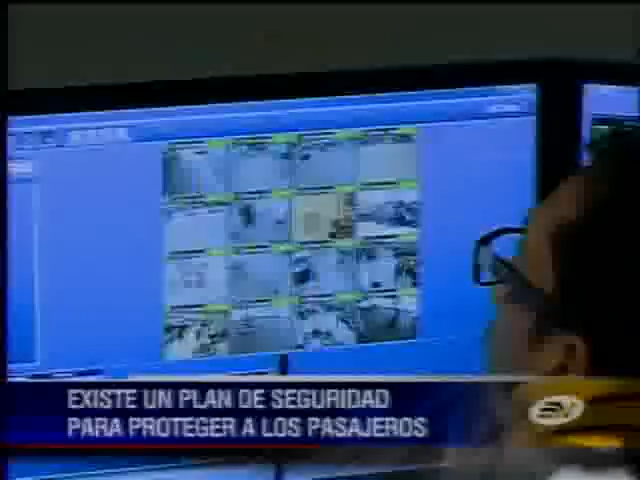 EXISTE UN PLAN DE SEGURIDAD
PARA PROTEGER A LOS PASAJEROS